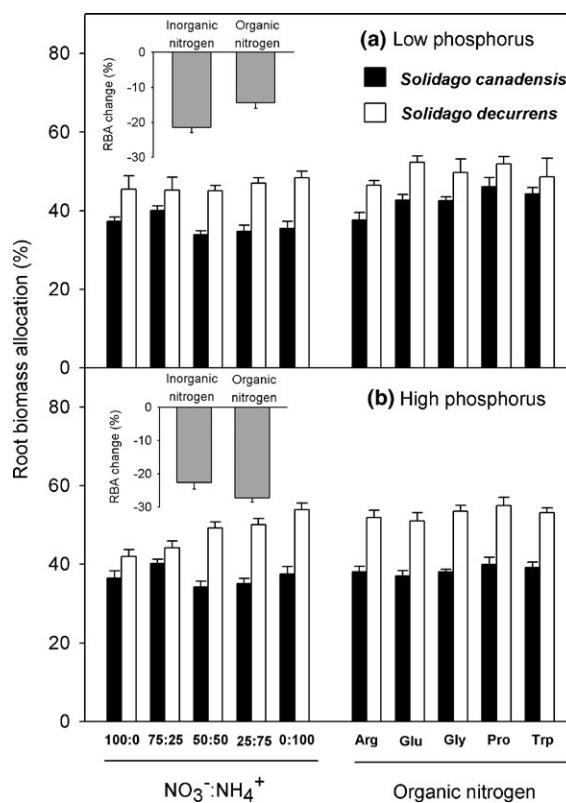 Root biomass allocation (%)
(a) Low phosphorus
Solidago canadensis
Solidago decurrens
Inorganic nitrogen
Organic nitrogen
RBA change (%)
0
-10
-20
-30
80
60
40
20
0
(b) High phosphorus
Inorganic nitrogen
Organic nitrogen
RBA change (%)
0
-10
-20
-30
80
60
40
20
0
100:0 75:25 50:50 25:75 0:100 Arg Glu Gly Pro Trp
NO₃⁻:NH₄⁺ Organic nitrogen